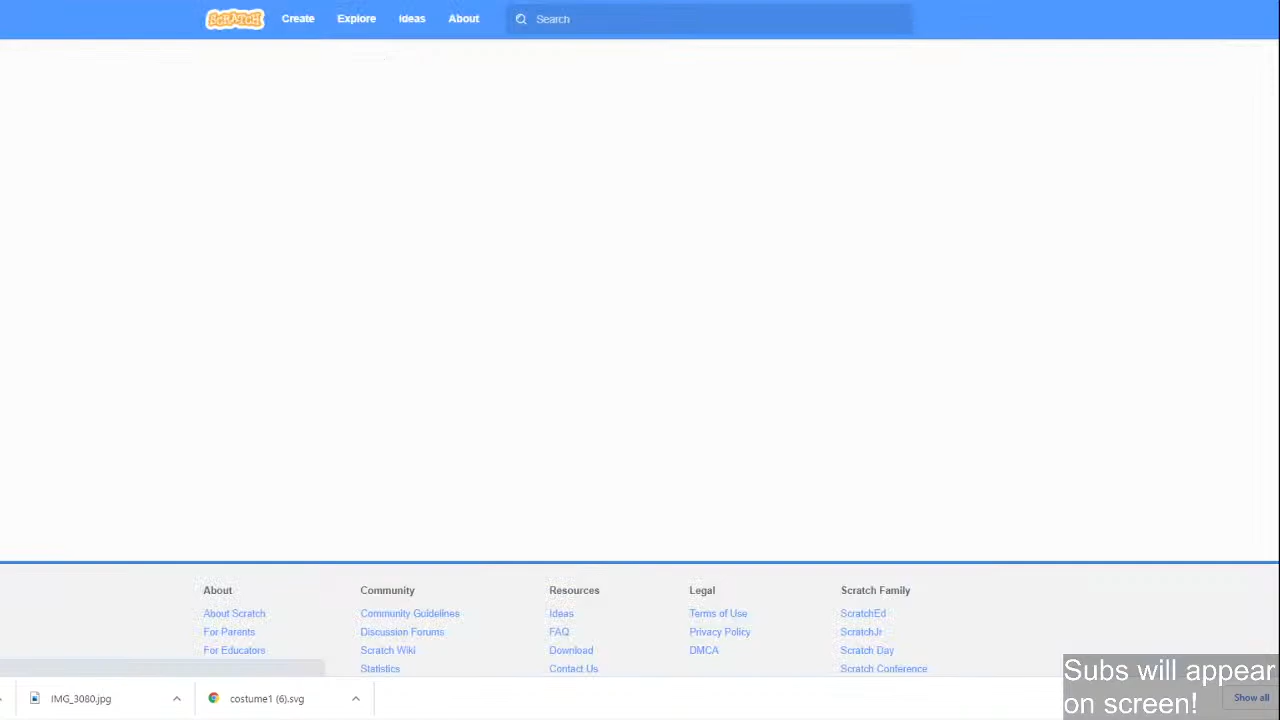 SCRATCH Create Explore Ideas About Search
About Community Resources Legal Scratch Family
About Scratch Community Guidelines Ideas Terms of Use ScratchEd
For Parents Discussion Forums FAQ Privacy Policy ScratchJr
For Educators Scratch Wiki Download DMCA Scratch Day
Statistics Contact Us Scratch Conference
IMG_3080.jpg costume1 (6).svg Show all
Subs will appear
on screen!